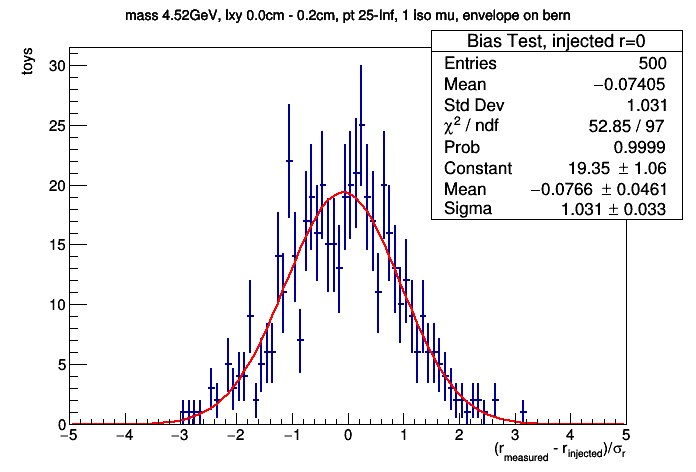 mass 4.52GeV, lxy 0.0cm - 0.2cm, pt 25-Inf, 1 Iso mu, envelope on bern
Bias Test, injected r=0
Entries 500
Mean −0.07405
Std Dev 1.031
χ² / ndf 52.85 / 97
Prob 0.9999
Constant 19.35 ± 1.06
Mean −0.0766 ± 0.0461
Sigma 1.031 ± 0.033
toys
30
25
20
15
10
5
0
−5 −4 −3 −2 −1 0 1 2 3 4 5
(r_measured - r_injected)/σ_r